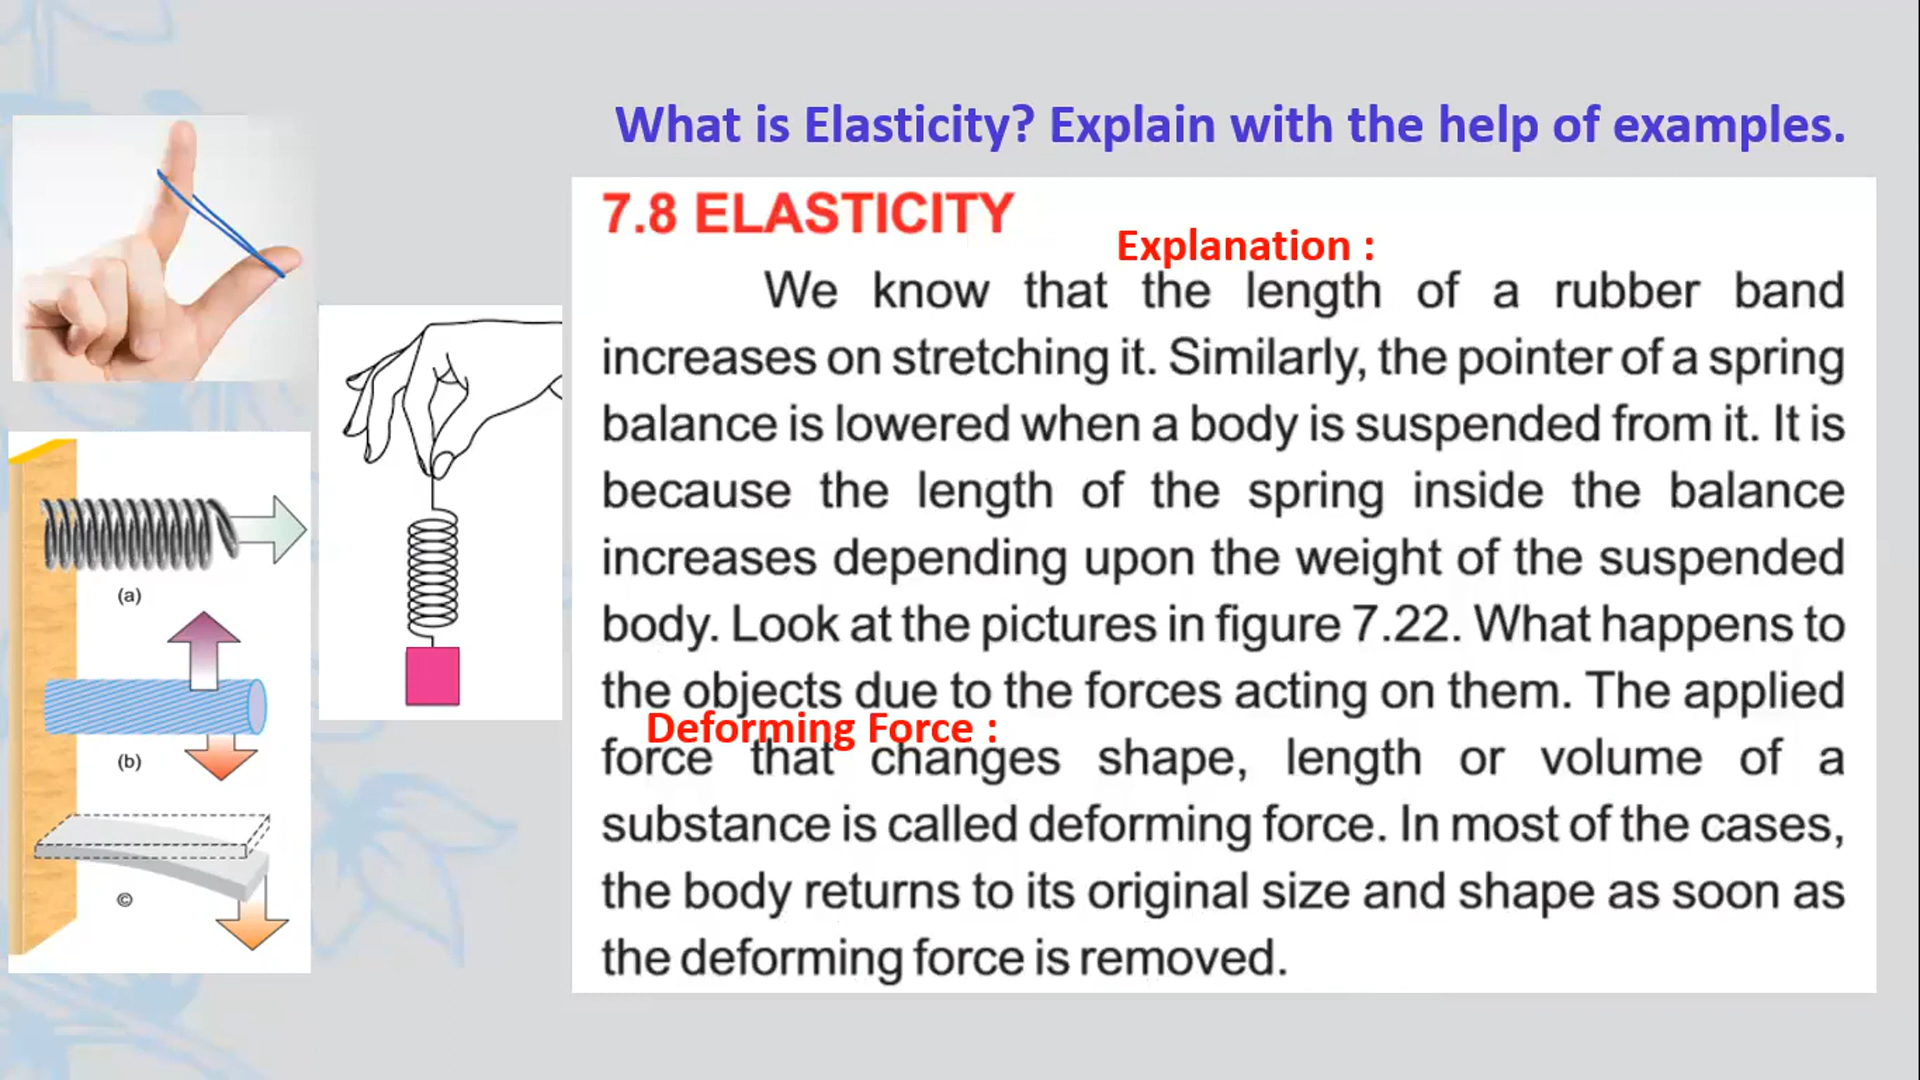 What is Elasticity? Explain with the help of examples.
7.8 ELASTICITY
Explanation :
We know that the length of a rubber band
increases on stretching it. Similarly, the pointer of a spring
balance is lowered when a body is suspended from it. It is
because the length of the spring inside the balance
increases depending upon the weight of the suspended
body. Look at the pictures in figure 7.22. What happens to
the objects due to the forces acting on them. The applied
Deforming Force :
force that changes shape, length or volume of a
substance is called deforming force. In most of the cases,
the body returns to its original size and shape as soon as
the deforming force is removed.
(a)
(b)
©